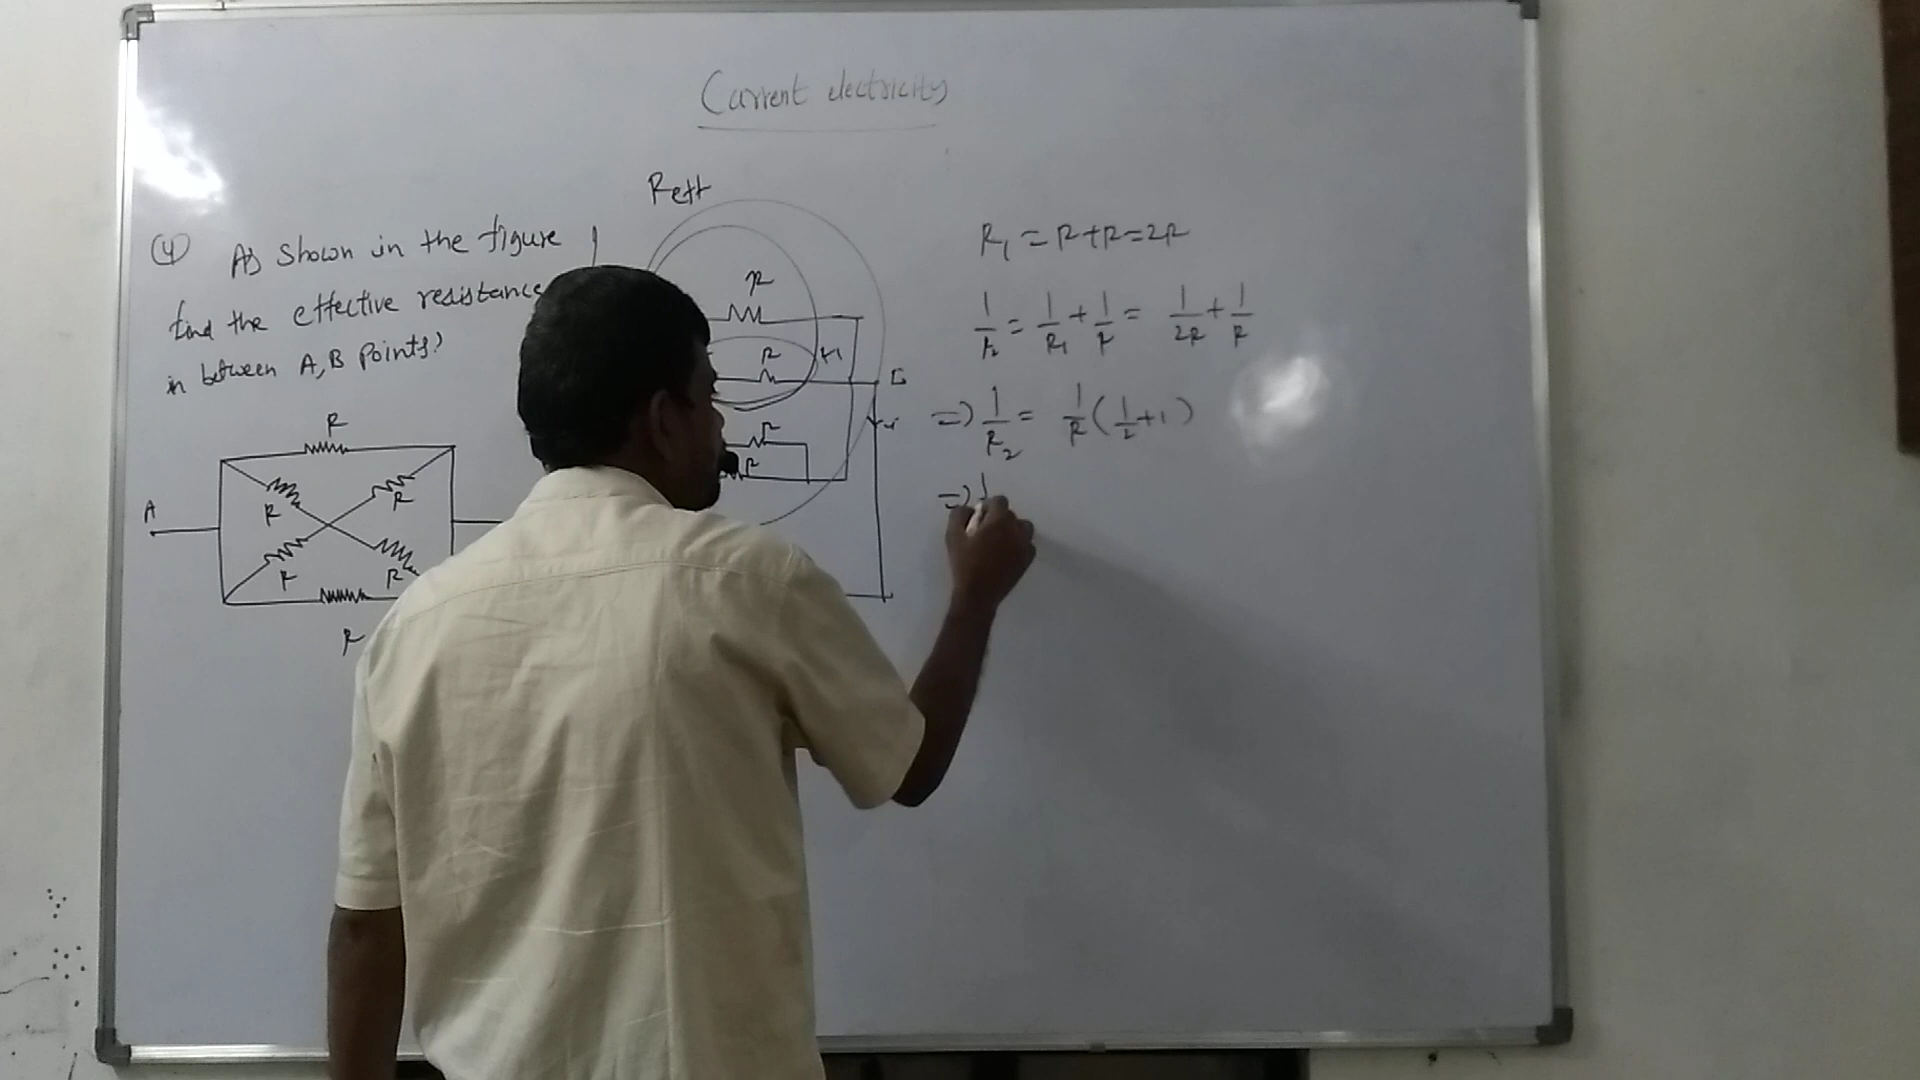 Current electricity
Reff
(4) As shown in the figure
find the effective resistance
in between A, B points?
R
A
R
R
R
R
R
R
R
R
R
R₁ = R+R=2R
1/R₂ = 1/R₁ + 1/R = 1/2R + 1/R
=) 1/R₂ = 1/R (1/2+1)
=) 1